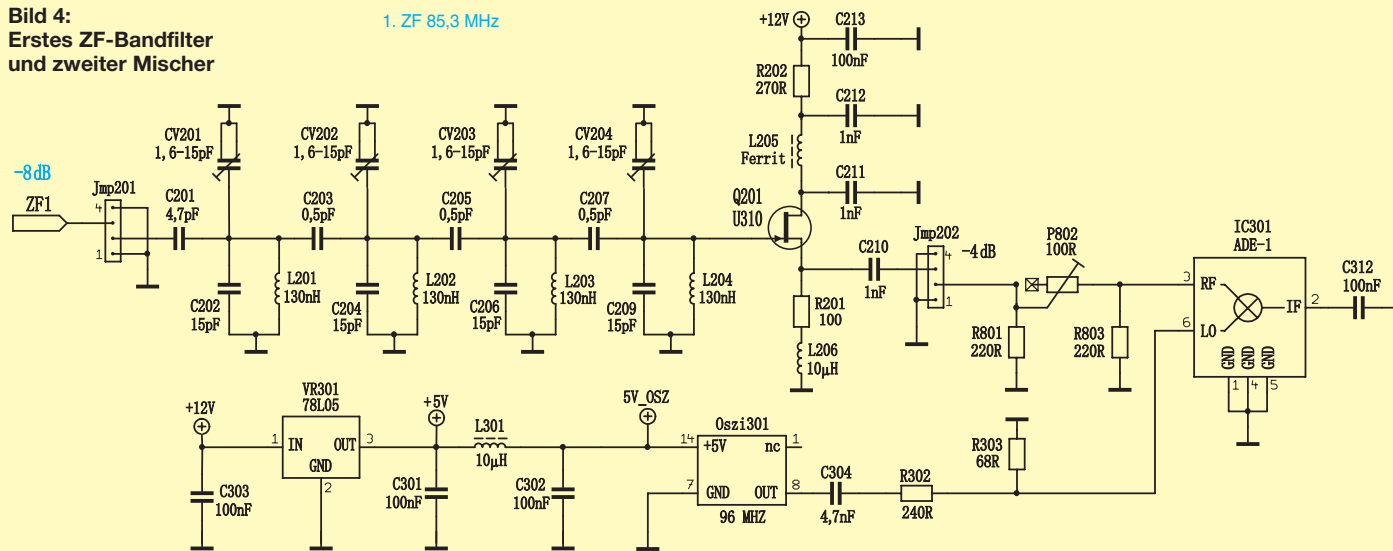 Bild 4:
Erstes ZF-Bandfilter
und zweiter Mischer
1. ZF 85,3 MHz
-8 dB
ZF1
Jmp201
4
1
C201
4,7pF
CV201
1,6-15pF
C202
15pF
L201
130nH
C203
0,5pF
CV202
1,6-15pF
C204
15pF
L202
130nH
C205
0,5pF
CV203
1,6-15pF
C206
15pF
L203
130nH
C207
0,5pF
CV204
1,6-15pF
C209
15pF
L204
130nH
+12V
C213
100nF
R202
270R
C212
1nF
L205
Ferrit
C211
1nF
Q201
U310
C210
1nF
R201
100
L206
10µH
Jmp202
4
1
-4 dB
P802
100R
R801
220R
R803
220R
IC301
ADE-1
3
RF
6
LO
IF
2
GND
GND
GND
1
4
5
C312
100nF
+12V
C303
100nF
VR301
78L05
1
IN
OUT
3
GND
2
+5V
C301
100nF
L301
10µH
C302
100nF
5V_OSZ
Oszi301
14
+5V
nc
1
7
GND
OUT
8
96 MHZ
C304
4,7nF
R302
240R
R303
68R